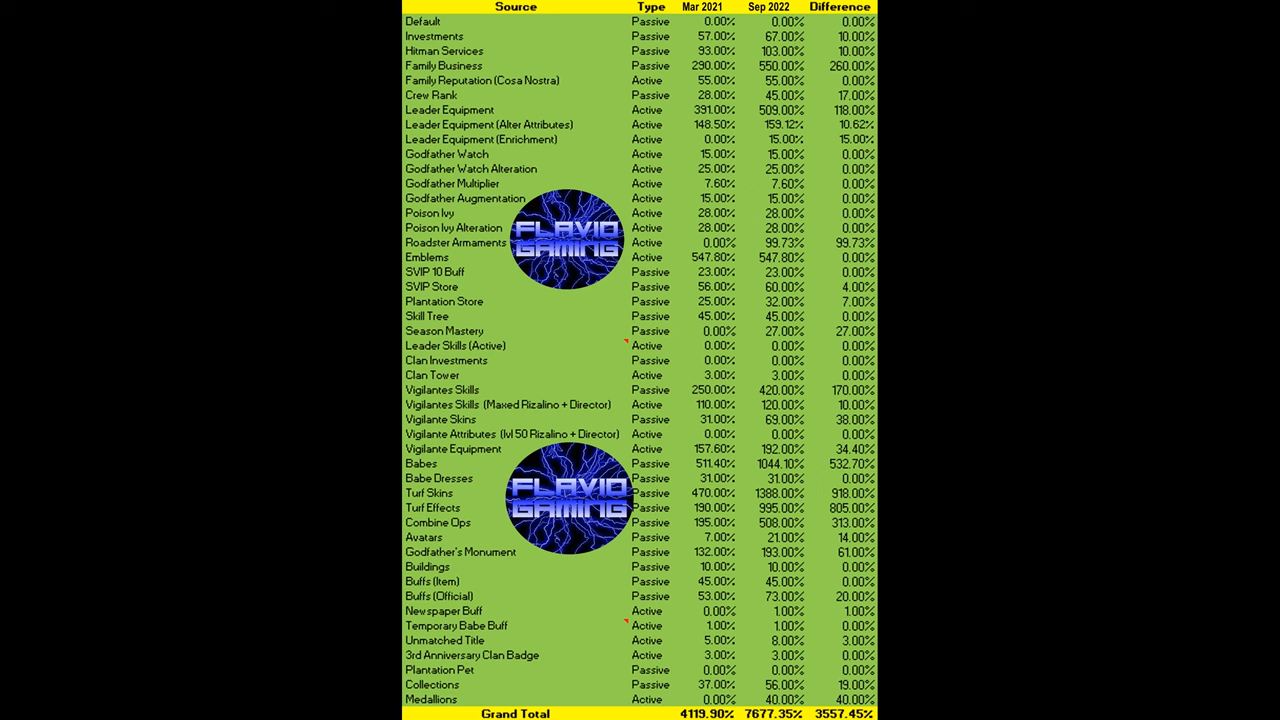 Source Type Mar 2021 Sep 2022 Difference
Default Passive 0.00% 0.00% 0.00%
Investments Passive 57.00% 67.00% 10.00%
Hitman Services Passive 93.00% 103.00% 10.00%
Family Business Passive 290.00% 550.00% 260.00%
Family Reputation (Cosa Nostra) Active 55.00% 55.00% 0.00%
Crew Rank Passive 28.00% 45.00% 17.00%
Leader Equipment Active 391.00% 509.00% 118.00%
Leader Equipment (Alter Attributes) Active 148.50% 159.12% 10.62%
Leader Equipment (Enrichment) Active 0.00% 15.00% 15.00%
Godfather Watch Active 15.00% 15.00% 0.00%
Godfather Watch Alteration Active 25.00% 25.00% 0.00%
Godfather Multiplier Active 7.60% 7.60% 0.00%
Godfather Augmentation Active 15.00% 15.00% 0.00%
Poison Ivy Active 28.00% 28.00% 0.00%
Poison Ivy Alteration Active 28.00% 28.00% 0.00%
Roadster Armaments Active 0.00% 99.73% 99.73%
Emblems Active 547.80% 547.80% 0.00%
SVIP 10 Buff Passive 23.00% 23.00% 0.00%
SVIP Store Passive 56.00% 60.00% 4.00%
Plantation Store Passive 25.00% 32.00% 7.00%
Skill Tree Passive 45.00% 45.00% 0.00%
Season Mastery Passive 0.00% 27.00% 27.00%
Leader Skills (Active) Active 0.00% 0.00% 0.00%
Clan Investments Passive 0.00% 0.00% 0.00%
Clan Tower Active 3.00% 3.00% 0.00%
Vigilantes Skills Passive 250.00% 420.00% 170.00%
Vigilantes Skills (Maxed Rizalino + Director) Active 110.00% 120.00% 10.00%
Vigilante Skins Passive 31.00% 69.00% 38.00%
Vigilante Attributes (lvl 50 Rizalino + Director) Active 0.00% 0.00% 0.00%
Vigilante Equipment Active 157.60% 192.00% 34.40%
Babes Passive 511.40% 1044.10% 532.70%
Babe Dresses Passive 31.00% 31.00% 0.00%
Turf Skins Passive 470.00% 1388.00% 918.00%
Turf Effects Passive 190.00% 995.00% 805.00%
Combine Ops Passive 195.00% 508.00% 313.00%
Avatars Passive 7.00% 21.00% 14.00%
Godfather's Monument Passive 132.00% 193.00% 61.00%
Buildings Passive 10.00% 10.00% 0.00%
Buffs (Item) Passive 45.00% 45.00% 0.00%
Buffs (Official) Passive 53.00% 73.00% 20.00%
Newspaper Buff Active 0.00% 1.00% 1.00%
Temporary Babe Buff Active 1.00% 1.00% 0.00%
Unmatched Title Active 5.00% 8.00% 3.00%
3rd Anniversary Clan Badge Active 3.00% 3.00% 0.00%
Plantation Pet Passive 0.00% 0.00% 0.00%
Collections Passive 37.00% 56.00% 19.00%
Medallions Active 0.00% 40.00% 40.00%
Grand Total 4119.90% 7677.35% 3557.45%
FLAVIO
GAMING
FLAVIO
GAMING